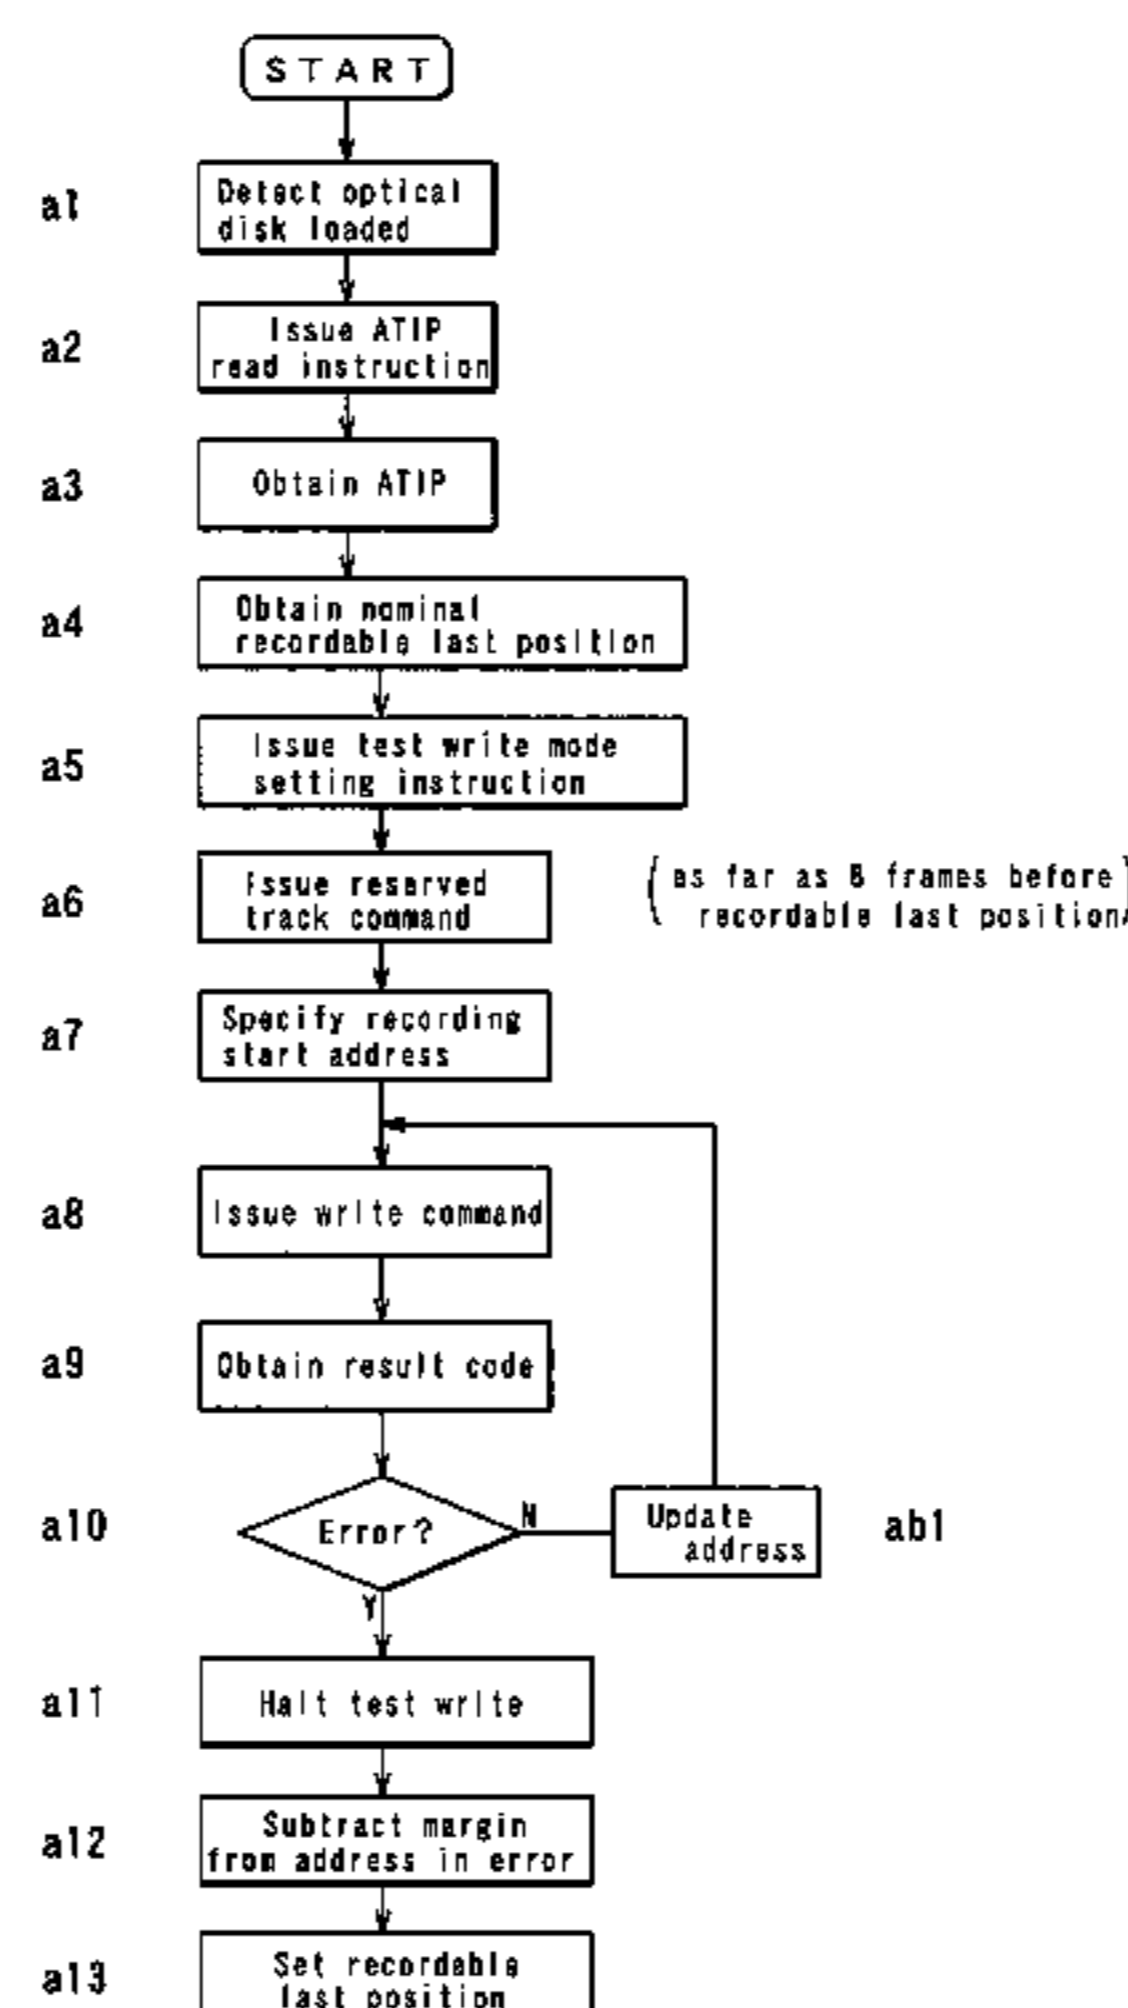 START
a1
Detect optical
disk loaded
a2
Issue ATIP
read instruction
a3
Obtain ATIP
a4
Obtain nominal
recordable last position
a5
Issue test write mode
setting instruction
a6
Issue reserved
track command
(as far as 8 frames before
recordable last position)
a7
Specify recording
start address
a8
Issue write command
a9
Obtain result code
a10
Error?
N
Update
address
ab1
Y
a11
Halt test write
a12
Subtract margin
from address in error
a13
Set recordable
last position